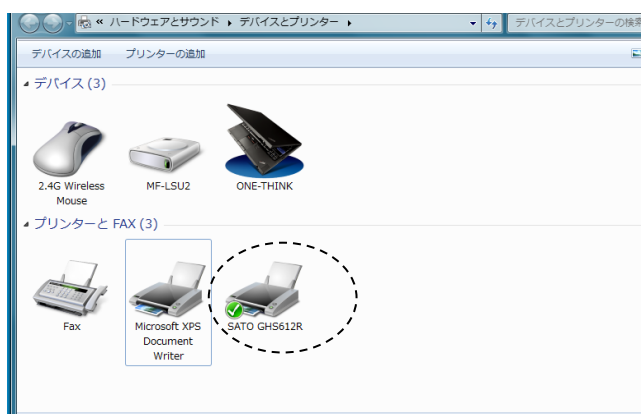 « ハードウェアとサウンド ▸ デバイスとプリンター ▸ デバイスとプリンターの検索
デバイスの追加 プリンターの追加
デバイス (3)
2.4G Wireless
Mouse
MF-LSU2
ONE-THINK
プリンターと FAX (3)
Fax
Microsoft XPS
Document
Writer
SATO GHS612R